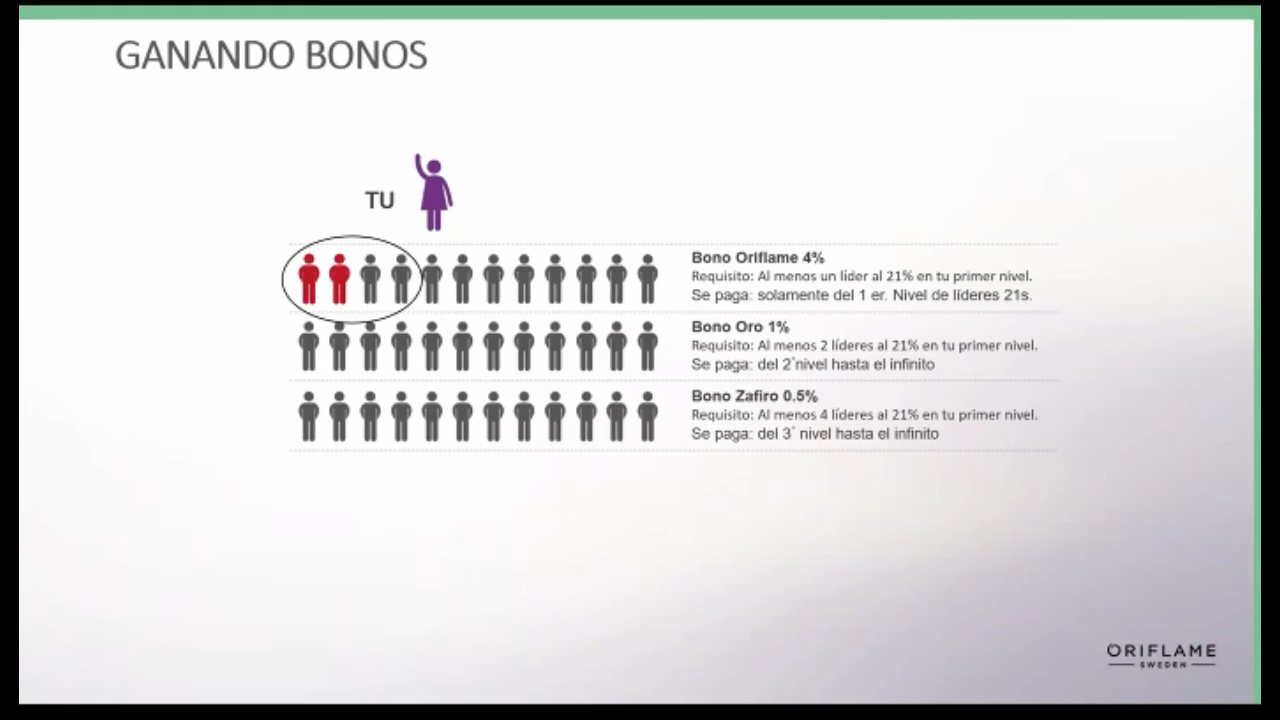 GANANDO BONOS
TU
Bono Oriflame 4%
Requisito: Al menos un líder al 21% en tu primer nivel.
Se paga: solamente del 1 er. Nivel de líderes 21s.
Bono Oro 1%
Requisito: Al menos 2 líderes al 21% en tu primer nivel.
Se paga: del 2°nivel hasta el infinito
Bono Zafiro 0.5%
Requisito: Al menos 4 líderes al 21% en tu primer nivel.
Se paga: del 3° nivel hasta el infinito
ORIFLAME
SWEDEN